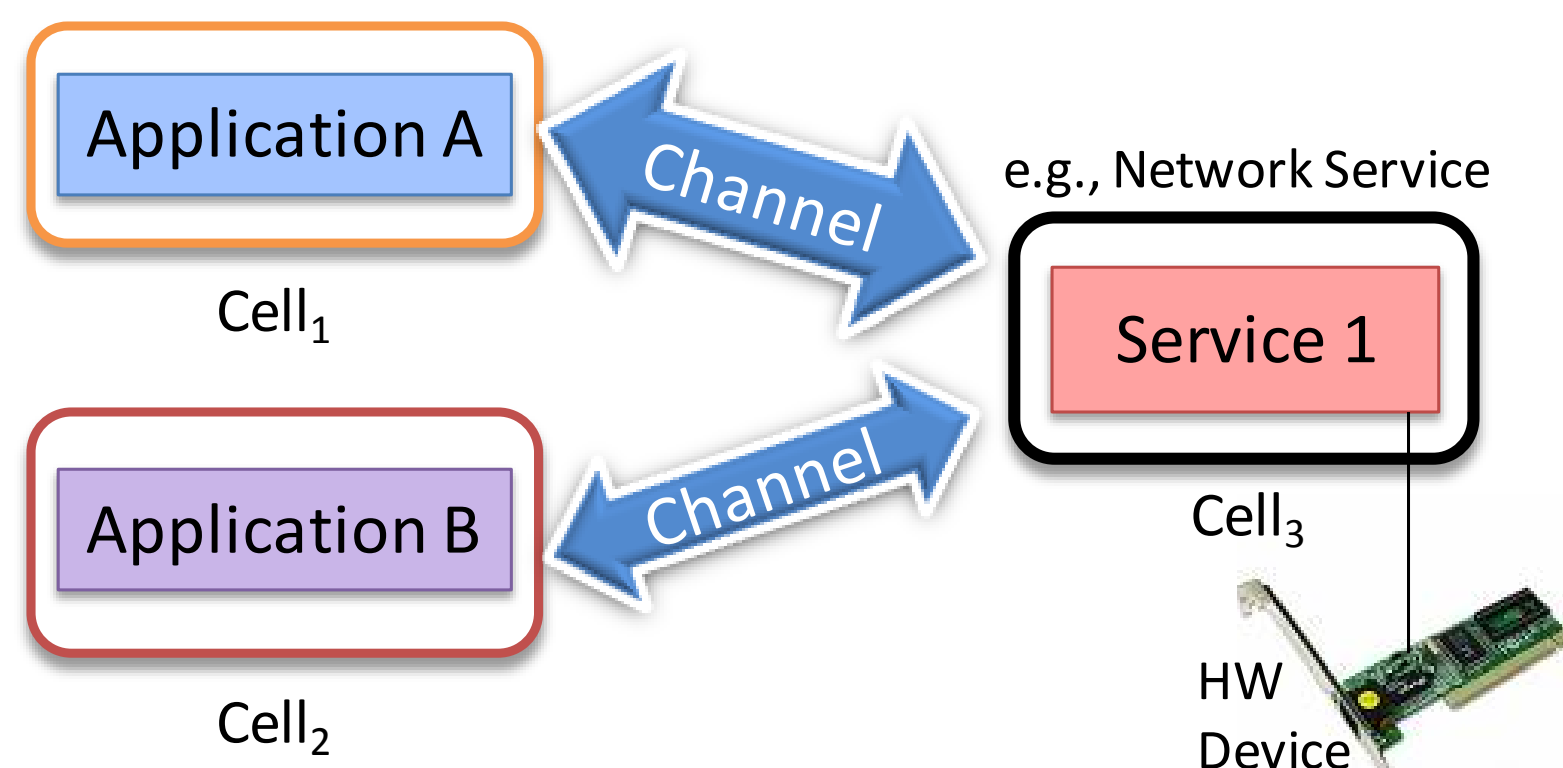 Application A
Cell₁
Channel
e.g., Network Service
Service 1
Cell₃
Application B
Cell₂
Channel
HW
Device